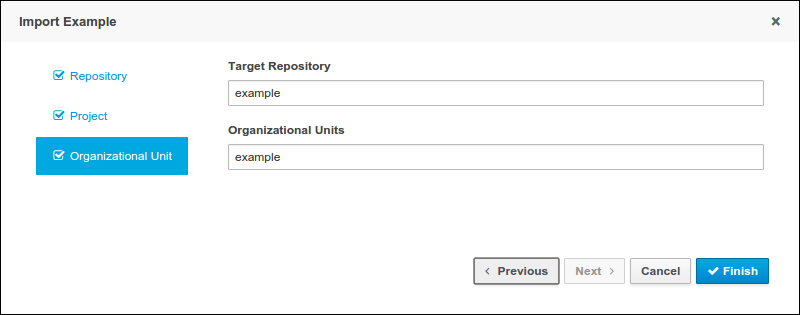 Import Example ×
Repository
Project
Organizational Unit
Target Repository
example
Organizational Units
example
‹ Previous Next › Cancel Finish